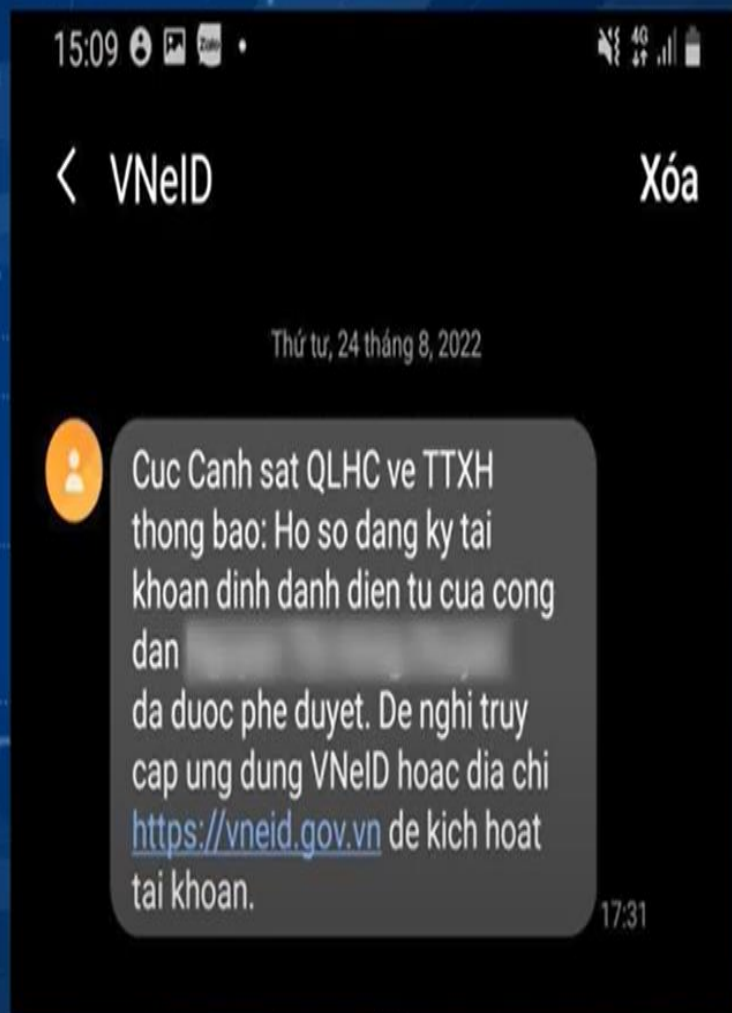 15:09
4G
VNeID
Xóa
Thứ tư, 24 tháng 8, 2022
Cuc Canh sat QLHC ve TTXH
thong bao: Ho so dang ky tai
khoan dinh danh dien tu cua cong
dan
da duoc phe duyet. De nghi truy
cap ung dung VNeID hoac dia chi
https://vneid.gov.vn de kich hoat
tai khoan.
17:31